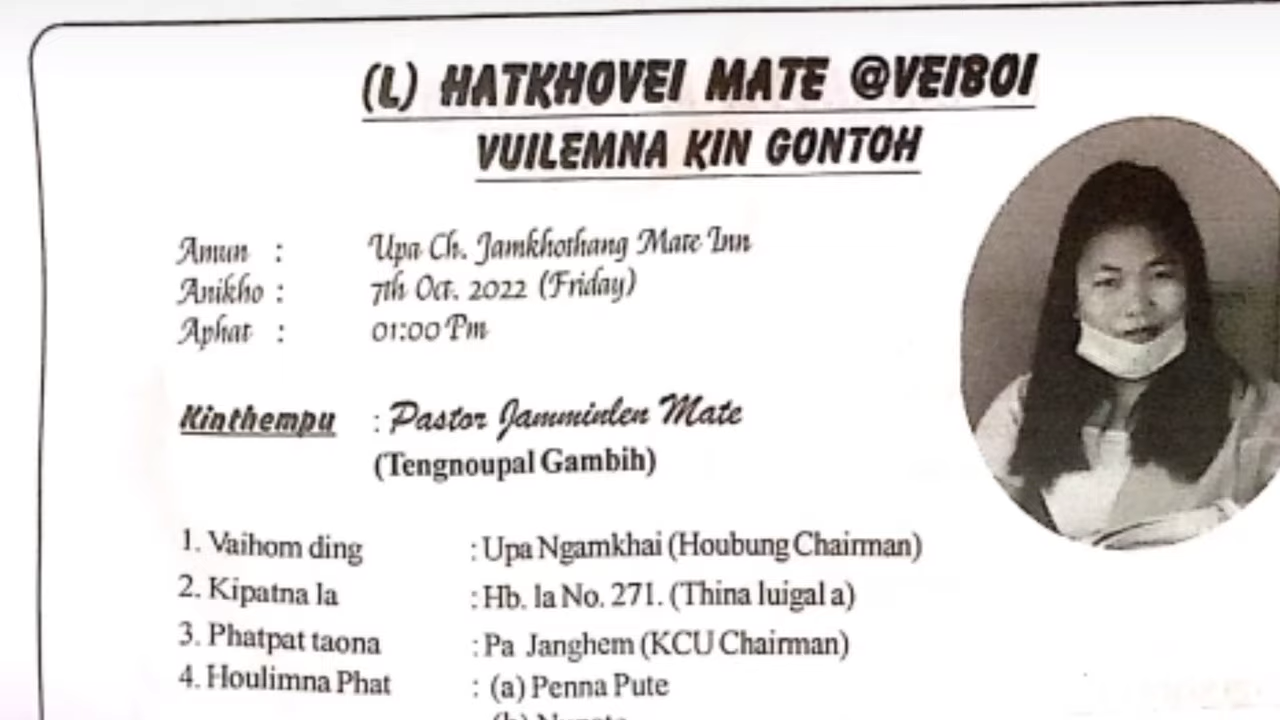 (L) HATKHOVEI MATE @VEIBOI
VUILEMNA KIN GONTOH
Amun : Upa Ch. Jamkhothang Mate Inn
Anikho : 7th Oct. 2022 (Friday)
Aphat : 01:00 Pm
Kinthempu : Pastor Jamminlen Mate
(Tengnoupal Gambih)
1. Vaihom ding : Upa Ngamkhai (Houbung Chairman)
2. Kipatna la : Hb. la No. 271. (Thina luigal a)
3. Phatpat taona : Pa Janghem (KCU Chairman)
4. Houlimna Phat : (a) Penna Pute